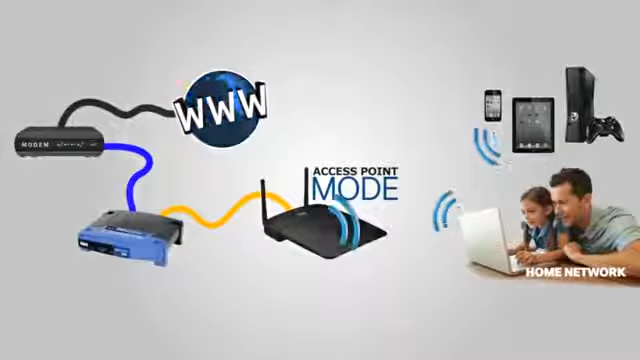 WWW
MODEM
ACCESS POINT
MODE
HOME NETWORK